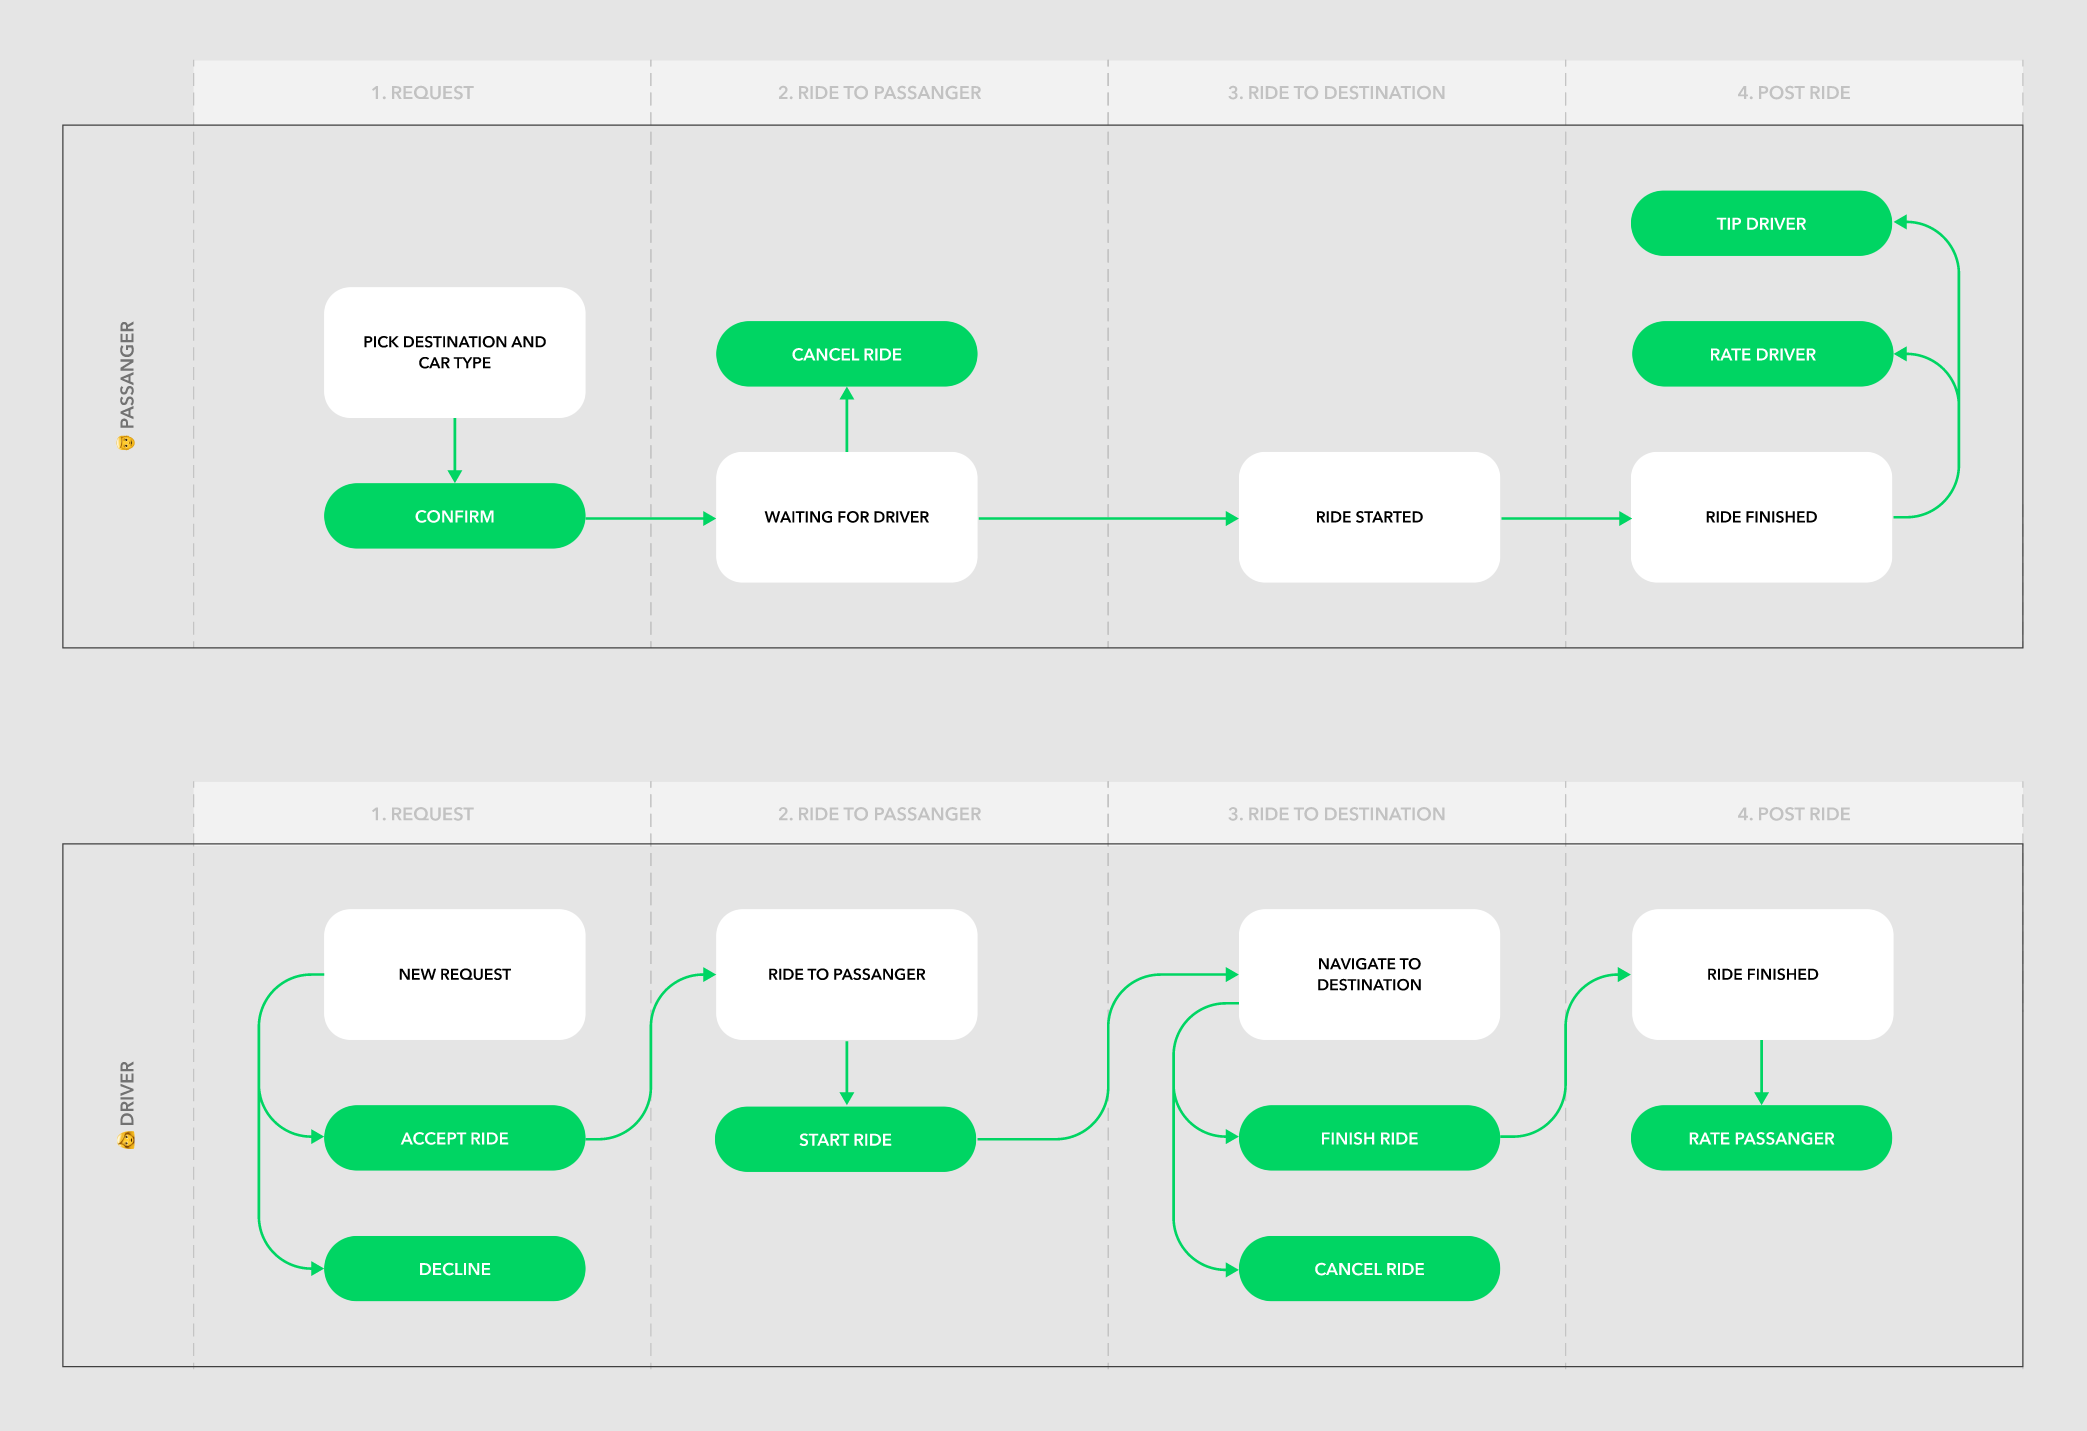 1. REQUEST
2. RIDE TO PASSANGER
3. RIDE TO DESTINATION
4. POST RIDE
PASSANGER
PICK DESTINATION AND
CAR TYPE
CONFIRM
CANCEL RIDE
WAITING FOR DRIVER
RIDE STARTED
TIP DRIVER
RATE DRIVER
RIDE FINISHED
1. REQUEST
2. RIDE TO PASSANGER
3. RIDE TO DESTINATION
4. POST RIDE
DRIVER
NEW REQUEST
ACCEPT RIDE
DECLINE
RIDE TO PASSANGER
START RIDE
NAVIGATE TO
DESTINATION
FINISH RIDE
CANCEL RIDE
RIDE FINISHED
RATE PASSANGER